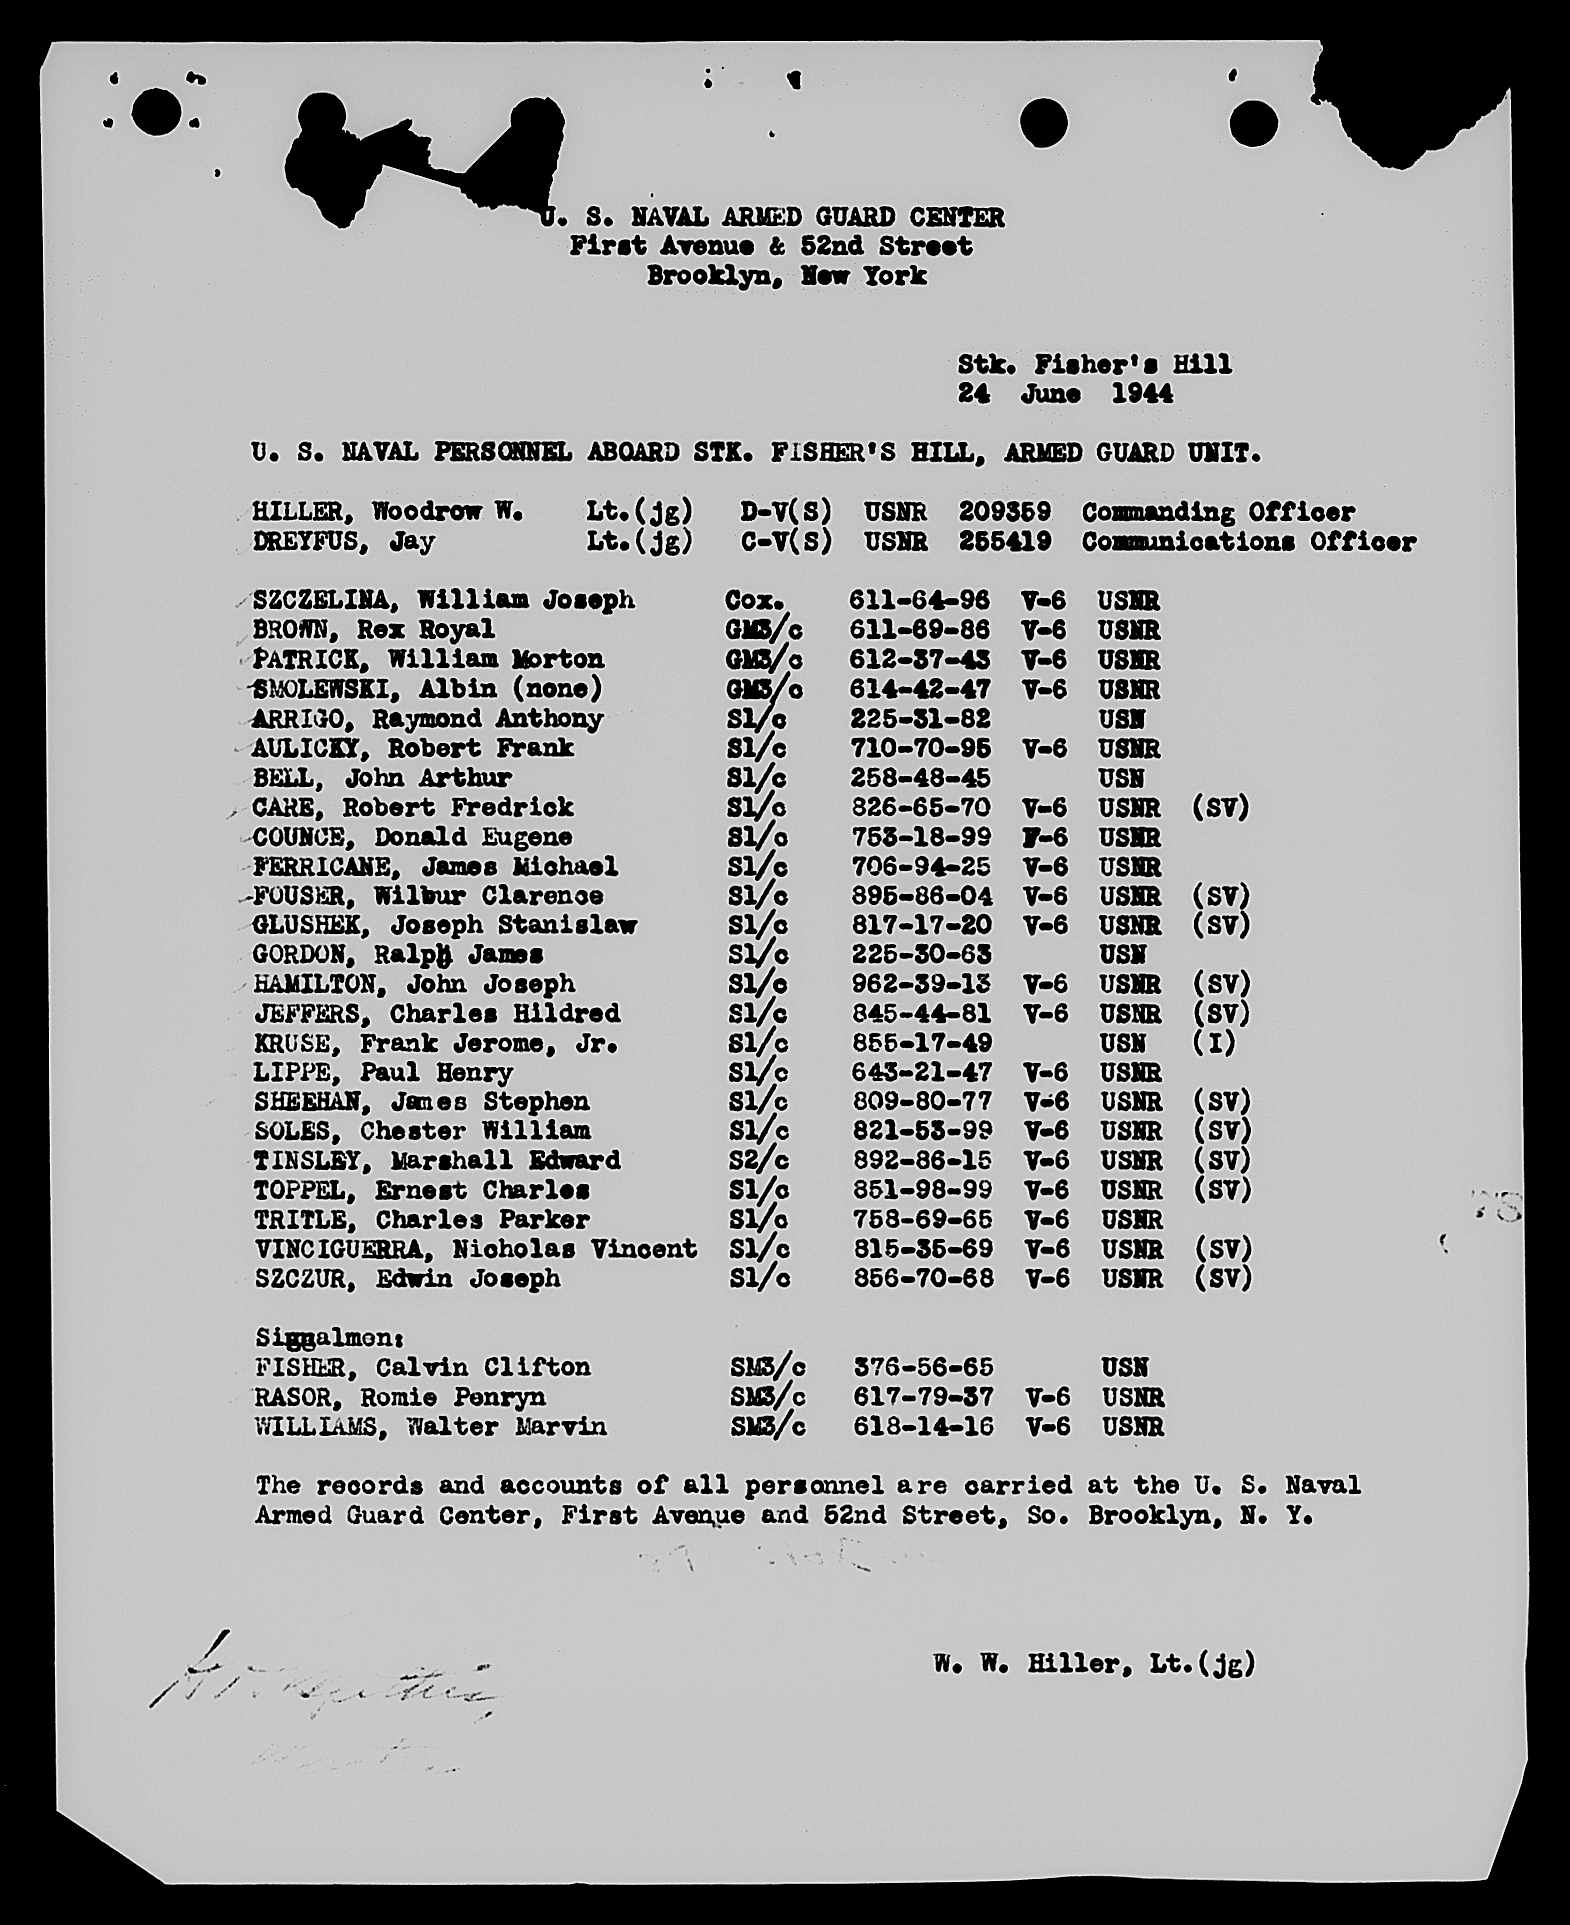 U. S. NAVAL ARMED GUARD CENTER
First Avenue & 52nd Street
Brooklyn, New York
Stk. Fisher's Hill
24 June 1944
U. S. NAVAL PERSONNEL ABOARD STK. FISHER'S HILL, ARMED GUARD UNIT.
HILLER, Woodrow W. Lt.(jg) D-V(S) USNR 209359 Commanding Officer
DREYFUS, Jay Lt.(jg) C-V(S) USNR 255419 Communications Officer
SZCZELINA, William Joseph Cox. 611-64-96 V-6 USNR
BROWN, Rex Royal GM3/c 611-69-86 V-6 USNR
PATRICK, William Morton GM3/c 612-37-43 V-6 USNR
SMOLEWSKI, Albin (none) GM3/c 614-42-47 V-6 USNR
ARRIGO, Raymond Anthony S1/c 225-31-82 USN
AULICKY, Robert Frank S1/c 710-70-95 V-6 USNR
BELL, John Arthur S1/c 258-48-45 USN
CARE, Robert Fredrick S1/c 826-65-70 V-6 USNR (SV)
COUNCE, Donald Eugene S1/c 753-18-99 V-6 USNR
FERRICANE, James Michael S1/c 706-94-25 V-6 USNR
FOUSER, Wilbur Clarence S1/c 895-86-04 V-6 USNR (SV)
GLUSHEK, Joseph Stanislaw S1/c 817-17-20 V-6 USNR (SV)
GORDON, Ralph James S1/c 225-30-63 USN
HAMILTON, John Joseph S1/c 962-39-13 V-6 USNR (SV)
JEFFERS, Charles Hildred S1/c 845-44-81 V-6 USNR (SV)
KRUSE, Frank Jerome, Jr. S1/c 855-17-49 USN (I)
LIPPE, Paul Henry S1/c 643-21-47 V-6 USNR
SHEEHAN, James Stephen S1/c 809-80-77 V-6 USNR (SV)
SOLES, Chester William S1/c 821-53-99 V-6 USNR (SV)
TINSLEY, Marshall Edward S2/c 892-86-15 V-6 USNR (SV)
TOPPEL, Ernest Charles S1/c 851-98-99 V-6 USNR (SV)
TRITLE, Charles Parker S1/c 758-69-65 V-6 USNR
VINCIGUERRA, Nicholas Vincent S1/c 815-35-69 V-6 USNR (SV)
SZCZUR, Edwin Joseph S1/c 856-70-68 V-6 USNR (SV)
Signalmen:
FISHER, Calvin Clifton SM3/c 376-56-65 USN
RASOR, Romie Penryn SM3/c 617-79-37 V-6 USNR
WILLIAMS, Walter Marvin SM3/c 618-14-16 V-6 USNR
The records and accounts of all personnel are carried at the U. S. Naval
Armed Guard Center, First Avenue and 52nd Street, So. Brooklyn, N. Y.
W. W. Hiller, Lt.(jg)